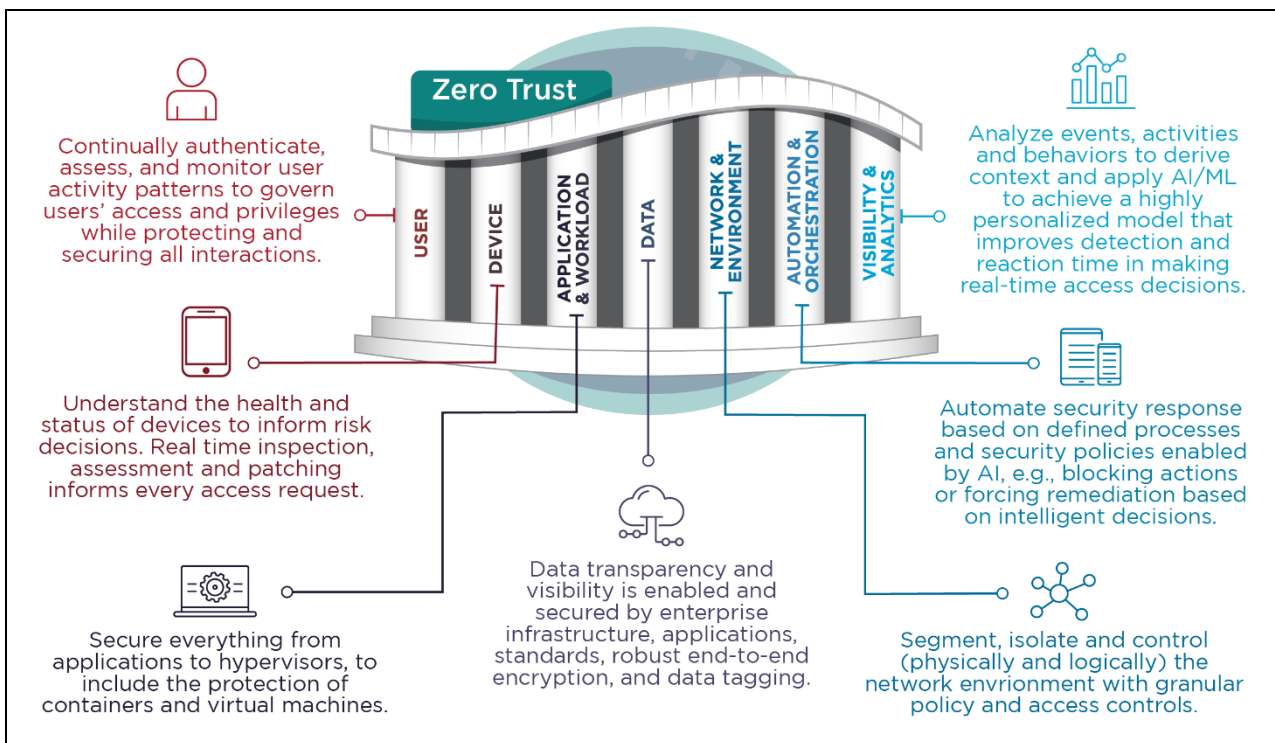 Zero Trust
USER
DEVICE
APPLICATION
& WORKLOAD
DATA
NETWORK &
ENVIRONMENT
AUTOMATION &
ORCHESTRATION
VISIBILITY &
ANALYTICS
Continually authenticate,
assess, and monitor user
activity patterns to govern
users’ access and privileges
while protecting and
securing all interactions.
Analyze events, activities
and behaviors to derive
context and apply AI/ML
to achieve a highly
personalized model that
improves detection and
reaction time in making
real-time access decisions.
Understand the health and
status of devices to inform risk
decisions. Real time inspection,
assessment and patching
informs every access request.
Automate security response
based on defined processes
and security policies enabled
by AI, e.g., blocking actions
or forcing remediation based
on intelligent decisions.
Secure everything from
applications to hypervisors, to
include the protection of
containers and virtual machines.
Data transparency and
visibility is enabled and
secured by enterprise
infrastructure, applications,
standards, robust end-to-end
encryption, and data tagging.
Segment, isolate and control
(physically and logically) the
network envrionment with granular
policy and access controls.